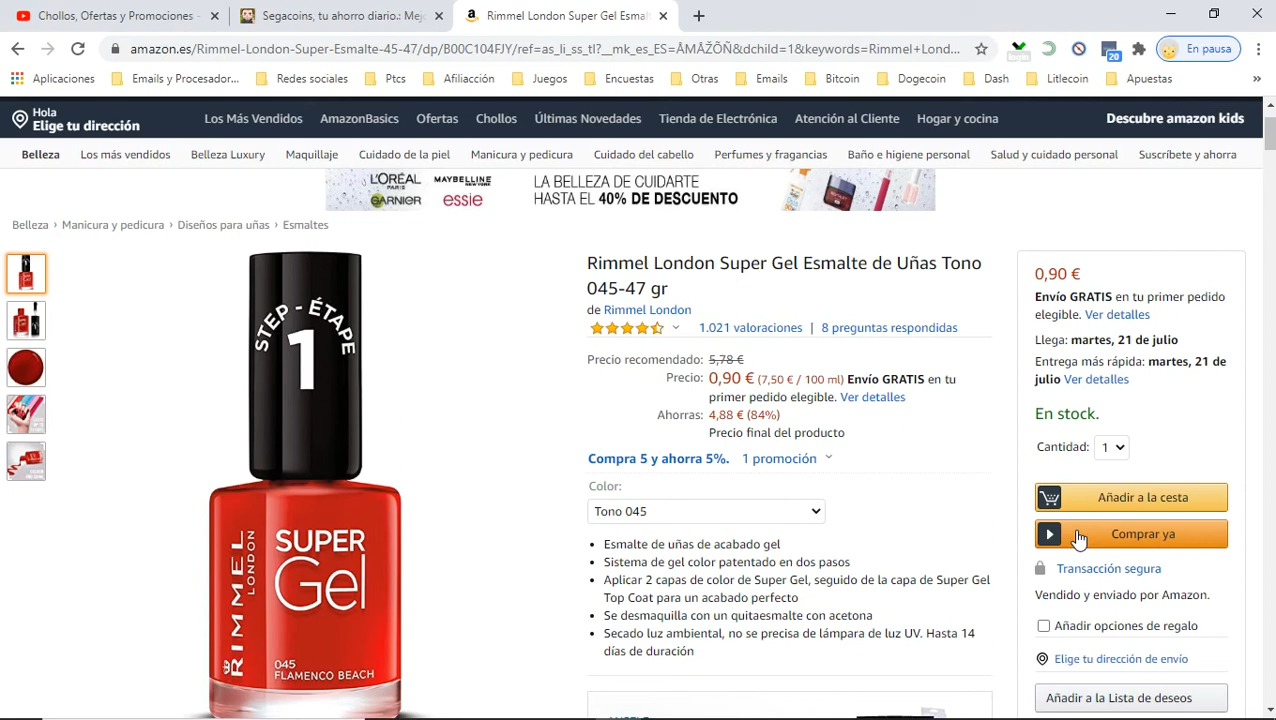 Chollos, Ofertas y Promociones -
Segacoins, tu ahorro diario.: Mej
Rimmel London Super Gel Esmalt
amazon.es/Rimmel-London-Super-Esmalte-45-47/dp/B00C104FJY/ref=as_li_ss_tl?__mk_es_ES=ÅMÅŽÕÑ&dchild=1&keywords=Rimmel+Lond...
20
En pausa
Aplicaciones
Emails y Procesador...
Redes sociales
Ptcs
Afiliacción
Juegos
Encuestas
Otras
Emails
Bitcoin
Dogecoin
Dash
Litlecoin
Apuestas
»
Hola
Elige tu dirección
Los Más Vendidos
AmazonBasics
Ofertas
Chollos
Últimas Novedades
Tienda de Electrónica
Atención al Cliente
Hogar y cocina
Descubre amazon kids
Belleza
Los más vendidos
Belleza Luxury
Maquillaje
Cuidado de la piel
Manicura y pedicura
Cuidado del cabello
Perfumes y fragancias
Baño e higiene personal
Salud y cuidado personal
Suscríbete y ahorra
L'ORÉAL
PARIS
GARNIER
MAYBELLINE
NEW YORK
essie
LA BELLEZA DE CUIDARTE
HASTA EL 40% DE DESCUENTO
Belleza › Manicura y pedicura › Diseños para uñas › Esmaltes
STEP - ÉTAPE
1
RIMMEL
LONDON
SUPER
Gel
045
FLAMENCO BEACH
Rimmel London Super Gel Esmalte de Uñas Tono
045-47 gr
de Rimmel London
1.021 valoraciones | 8 preguntas respondidas
Precio recomendado: 5,78 €
Precio: 0,90 € (7,50 € / 100 ml) Envío GRATIS en tu
primer pedido elegible. Ver detalles
Ahorras: 4,88 € (84%)
Precio final del producto
Compra 5 y ahorra 5%. 1 promoción
Color:
Tono 045
• Esmalte de uñas de acabado gel
• Sistema de gel color patentado en dos pasos
• Aplicar 2 capas de color de Super Gel, seguido de la capa de Super Gel
Top Coat para un acabado perfecto
• Se desmaquilla con un quitaesmalte con acetona
• Secado luz ambiental, no se precisa de lámpara de luz UV. Hasta 14
días de duración
0,90 €
Envío GRATIS en tu primer pedido
elegible. Ver detalles
Llega: martes, 21 de julio
Entrega más rápida: martes, 21 de
julio Ver detalles
En stock.
Cantidad: 1
Añadir a la cesta
Comprar ya
Transacción segura
Vendido y enviado por Amazon.
Añadir opciones de regalo
Elige tu dirección de envío
Añadir a la Lista de deseos